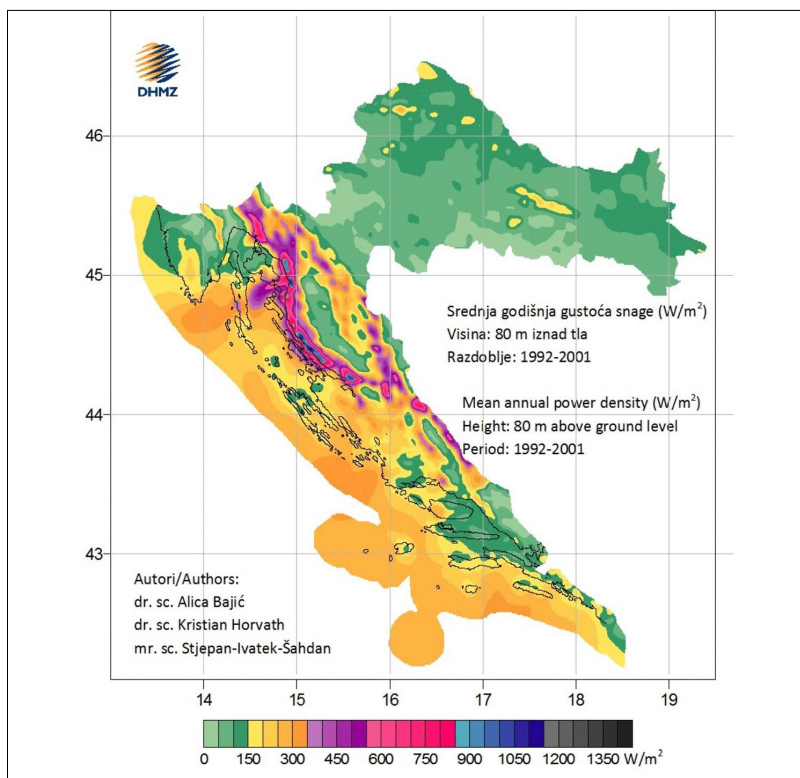 DHMZ
46
45
44
43
Srednja godišnja gustoća snage (W/m²)
Visina: 80 m iznad tla
Razdoblje: 1992-2001
Mean annual power density (W/m²)
Height: 80 m above ground level
Period: 1992-2001
Autori/Authors:
dr. sc. Alica Bajić
dr. sc. Kristian Horvath
mr. sc. Stjepan-Ivatek-Šahdan
14 15 16 17 18 19
0 150 300 450 600 750 900 1050 1200 1350 W/m²